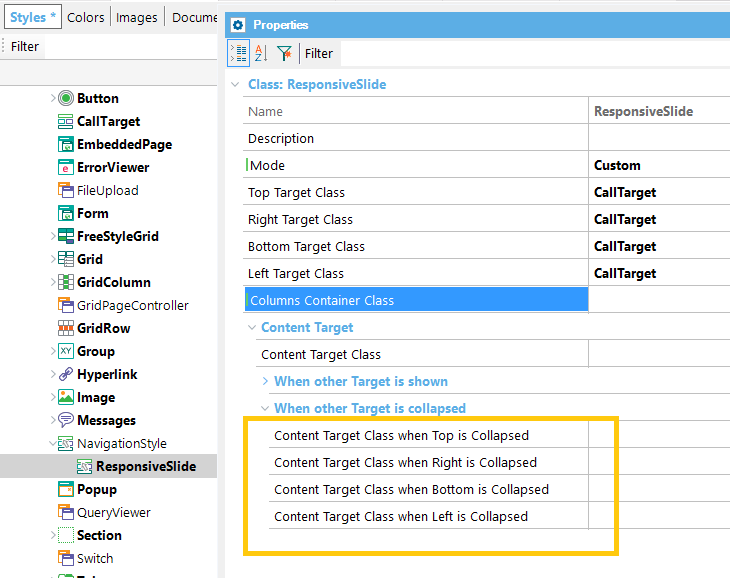 Styles * Colors Images Docume
Filter
Button
CallTarget
EmbeddedPage
ErrorViewer
FileUpload
Form
FreeStyleGrid
Grid
GridColumn
GridPageController
GridRow
Group
Hyperlink
Image
Messages
NavigationStyle
ResponsiveSlide
Popup
QueryViewer
Section
Switch
Properties
Filter
Class: ResponsiveSlide
Name ResponsiveSlide
Description
Mode Custom
Top Target Class CallTarget
Right Target Class CallTarget
Bottom Target Class CallTarget
Left Target Class CallTarget
Columns Container Class
Content Target
Content Target Class
When other Target is shown
When other Target is collapsed
Content Target Class when Top is Collapsed
Content Target Class when Right is Collapsed
Content Target Class when Bottom is Collapsed
Content Target Class when Left is Collapsed